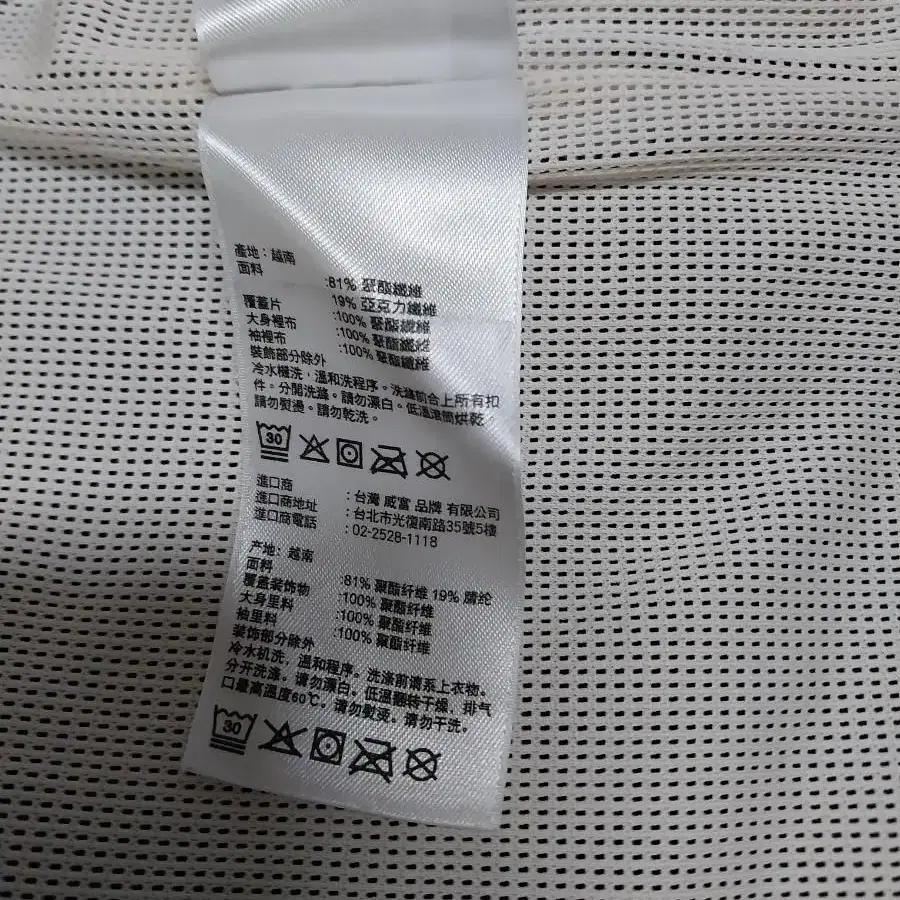 產地：越南
面料 :81% 聚酯纖維
19% 亞克力纖維
覆蓋片 :100% 聚酯纖維
大身裡布 :100% 聚酯纖維
袖裡布 :100% 聚酯纖維
裝飾部分除外
冷水機洗，溫和洗程序。洗滌前合上所有扣
件。分開洗滌。請勿漂白。低溫滾筒烘乾
請勿熨燙。請勿乾洗。
30
進口商 : 台灣 威富 品牌 有限公司
進口商地址 : 台北市光復南路35號5樓
進口商電話 : 02-2528-1118
产地: 越南
面料 :81% 聚酯纤维 19% 腈纶
覆盖装饰物 :100% 聚酯纤维
大身里料 :100% 聚酯纤维
袖里料 :100% 聚酯纤维
装饰部分除外
冷水机洗，温和程序。洗涤前请系上衣物。
分开洗涤。请勿漂白。低温翻转干燥，排气
口最高温度60℃。请勿熨烫。请勿干洗。
30